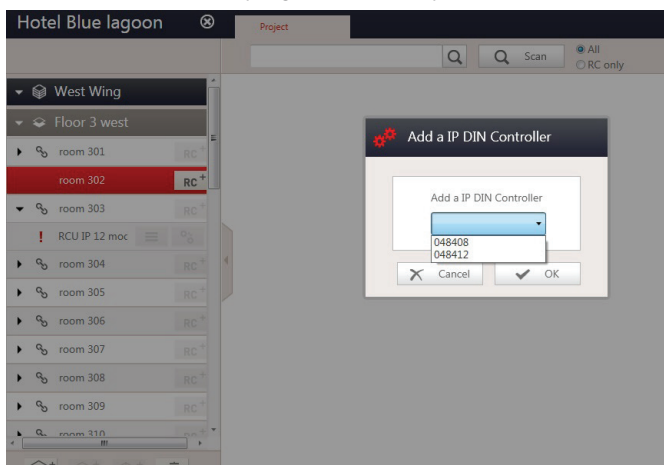 Hotel Blue lagoon
Project
Scan
All
RC only
West Wing
Floor 3 west
room 301 RC+
room 302 RC+
room 303 RC+
RCU IP 12 moc
room 304 RC+
room 305 RC+
room 306 RC+
room 307 RC+
room 308 RC+
room 309 RC+
room 310
Add a IP DIN Controller
Add a IP DIN Controller
048408
048412
Cancel OK